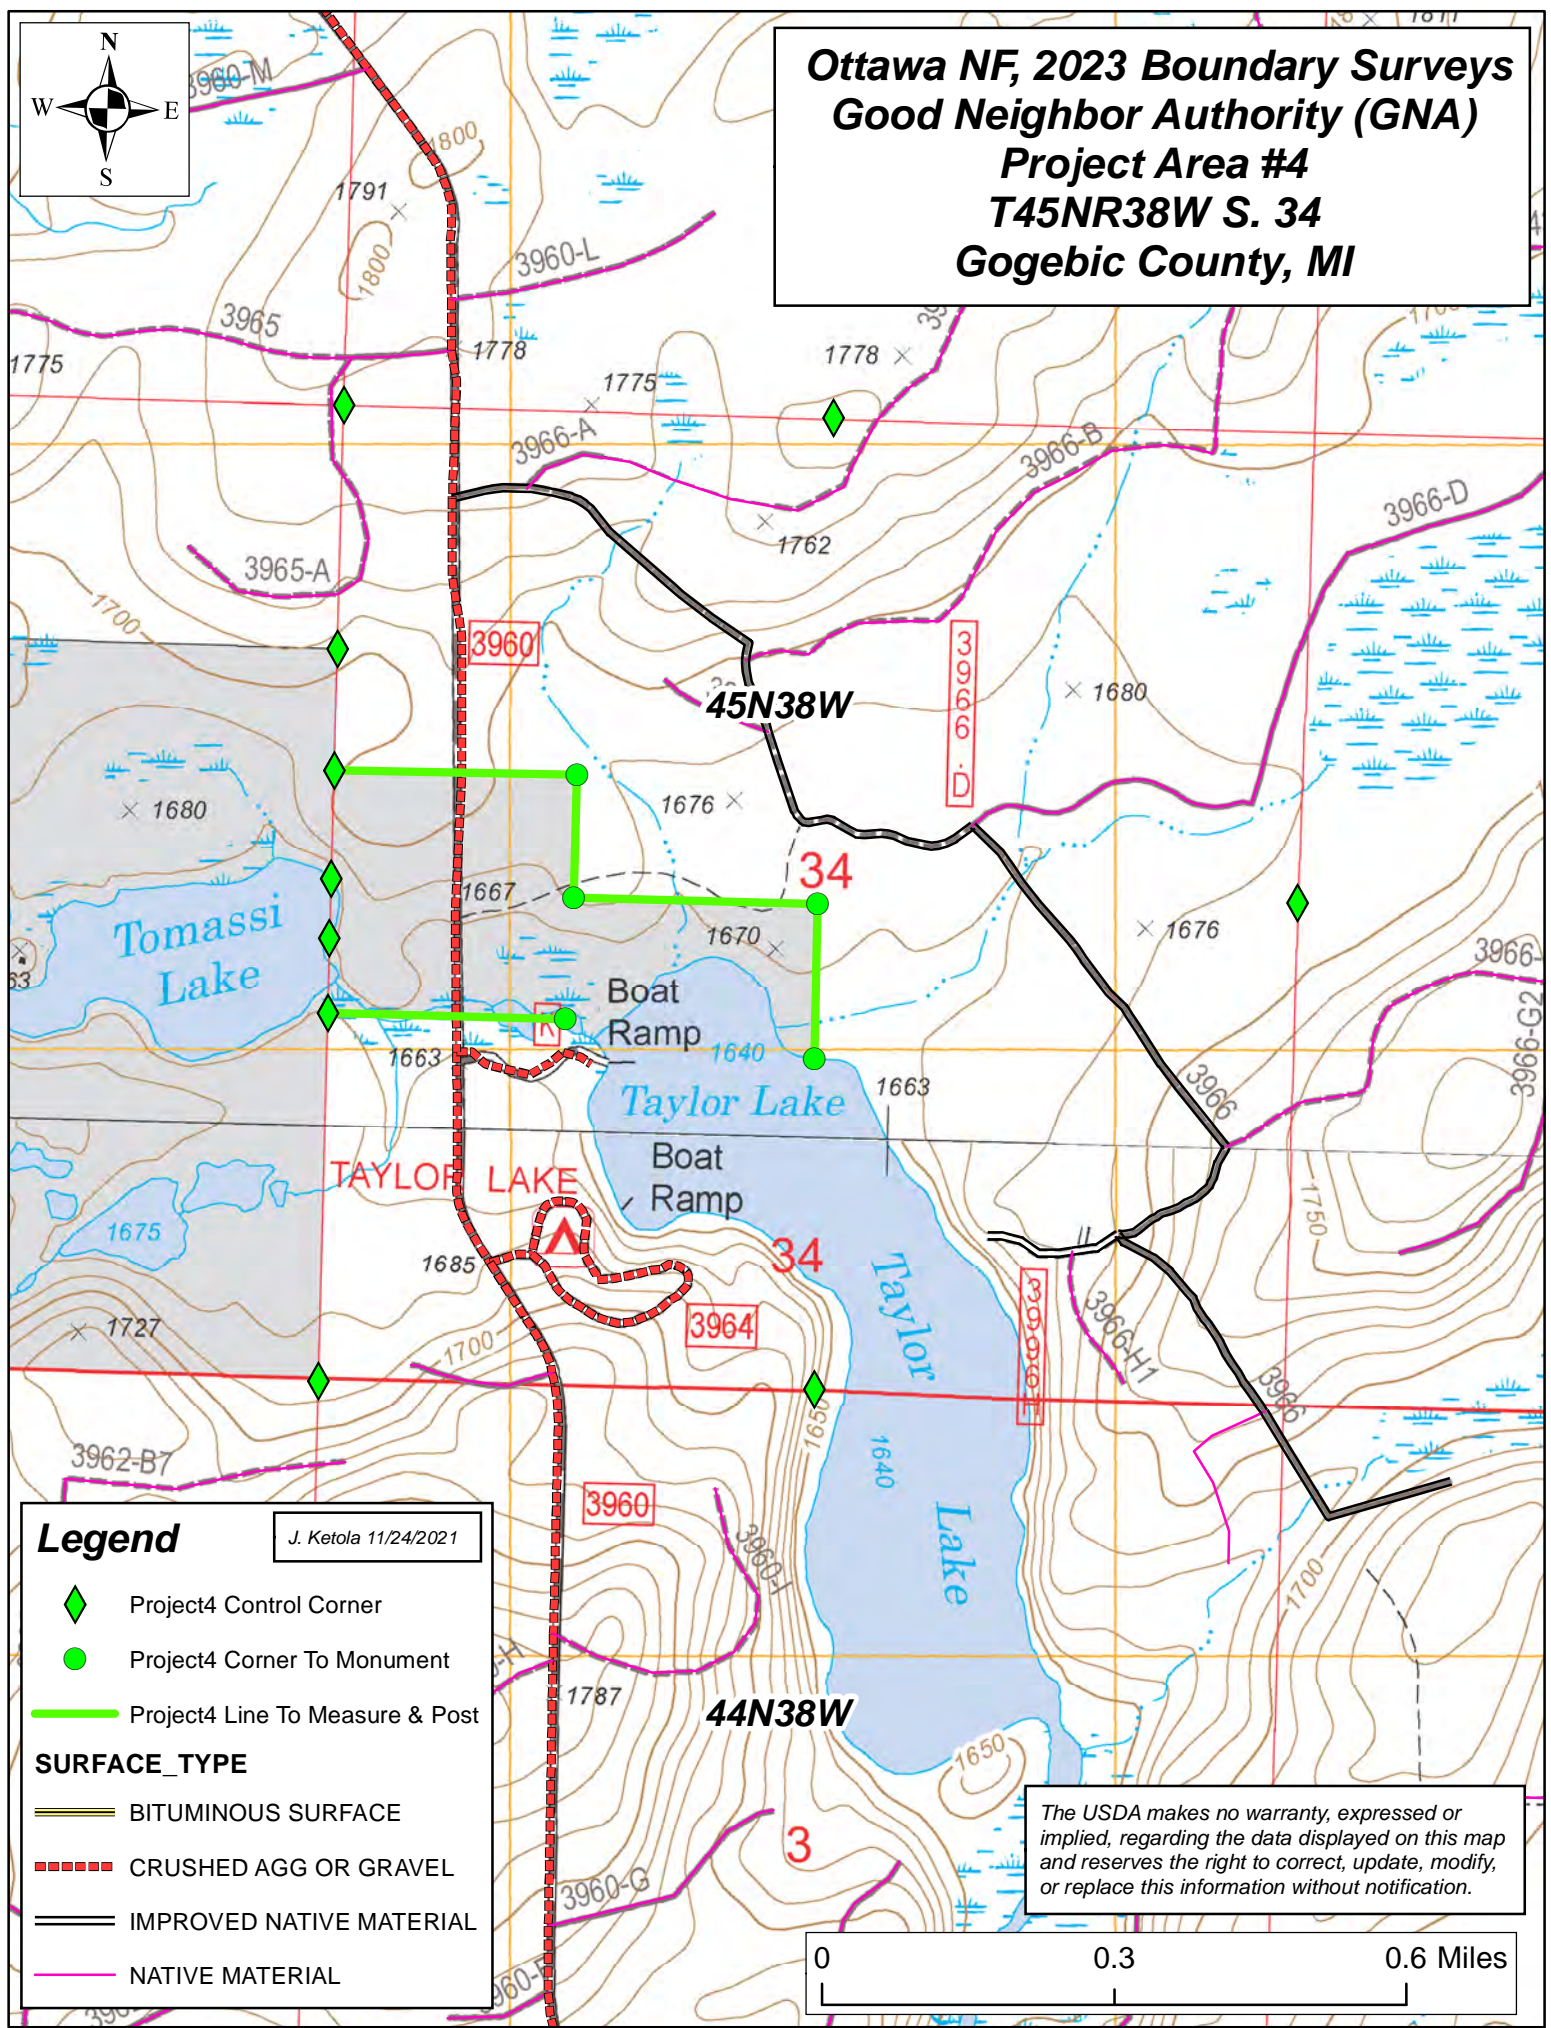 N
W
E
S
Ottawa NF, 2023 Boundary Surveys
Good Neighbor Authority (GNA)
Project Area #4
T45NR38W S. 34
Gogebic County, MI
3960-M
1800
1791
1800
3960-L
3965
1778
1775
1775
1778
1811
3966-A
3966-B
3966-D
1762
3965-A
1700
3960
3966.D
45N38W
1680
1676
1680
34
1667
1670
1676
Tomassi
Lake
Boat
Ramp
1640
1663
Taylor Lake
1663
3966
3966-G2
TAYLOR LAKE
Boat
Ramp
1675
1685
34
Taylor
Lake
3964
1727
1700
1650
1640
1750
3966-H1
3966
3962-B7
3960
3960-I
1787
44N38W
1650
1700
3
3960-G
Legend
J. Ketola 11/24/2021
Project4 Control Corner
Project4 Corner To Monument
Project4 Line To Measure & Post
SURFACE_TYPE
BITUMINOUS SURFACE
CRUSHED AGG OR GRAVEL
IMPROVED NATIVE MATERIAL
NATIVE MATERIAL
The USDA makes no warranty, expressed or
implied, regarding the data displayed on this map
and reserves the right to correct, update, modify,
or replace this information without notification.
0 0.3 0.6 Miles